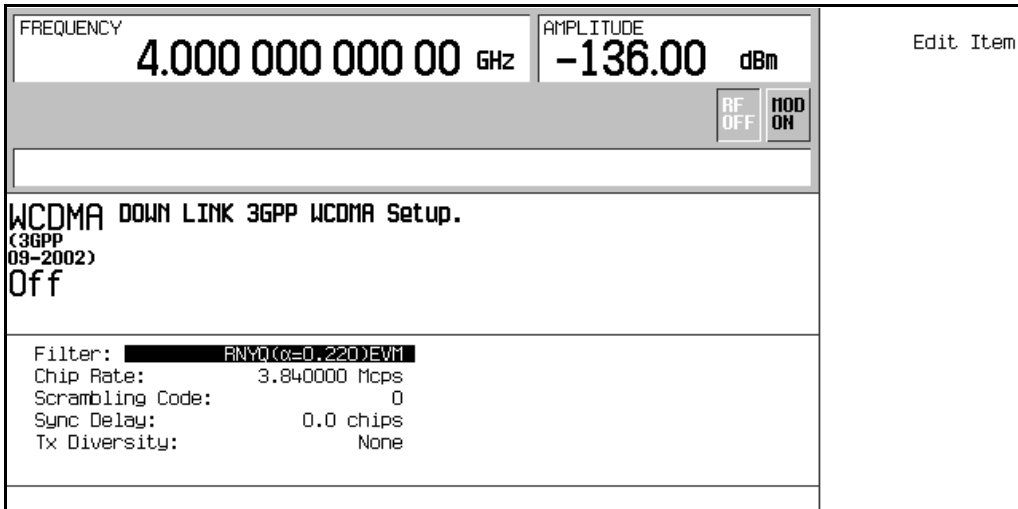 FREQUENCY
4.000 000 000 00 GHz
AMPLITUDE
-136.00 dBm
Edit Item
RF
OFF
MOD
ON
WCDMA
(3GPP
09-2002)
Off
DOWN LINK 3GPP WCDMA Setup.
Filter: RNYQ(α=0.220)EVM
Chip Rate: 3.840000 Mcps
Scrambling Code: 0
Sync Delay: 0.0 chips
Tx Diversity: None